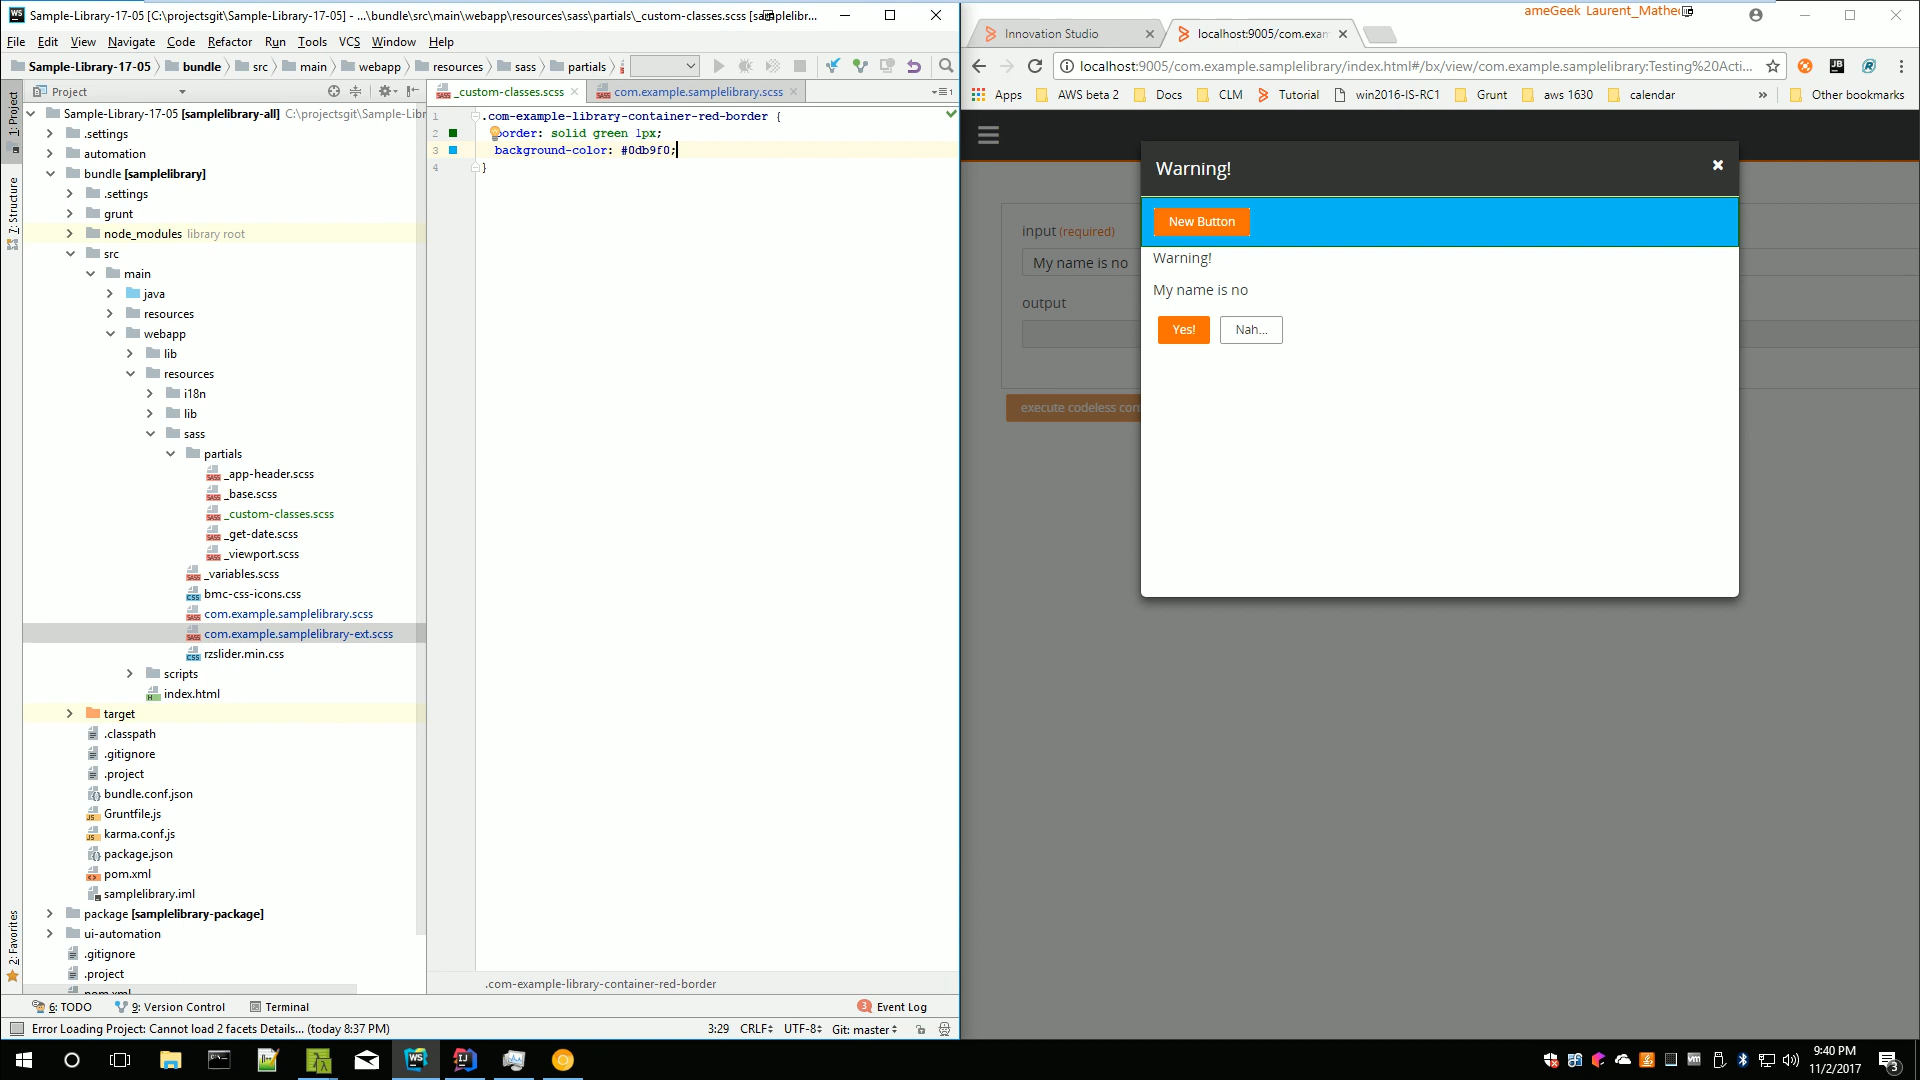 Sample-Library-17-05 [C:\projectsgit\Sample-Library-17-05] - ...\bundle\src\main\webapp\resources\sass\partials\_custom-classes.scss [samplelibr...
File Edit View Navigate Code Refactor Run Tools VCS Window Help
Sample-Library-17-05 bundle src main webapp resources sass partials
1: Project
7: Structure
2: Favorites
Project
Sample-Library-17-05 [samplelibrary-all] C:\projectsgit\Sample-Libr
.settings
automation
bundle [samplelibrary]
.settings
grunt
node_modules library root
src
main
java
resources
webapp
lib
resources
i18n
lib
sass
partials
_app-header.scss
_base.scss
_custom-classes.scss
_get-date.scss
_viewport.scss
_variables.scss
bmc-css-icons.css
com.example.samplelibrary.scss
com.example.samplelibrary-ext.scss
rzslider.min.css
scripts
index.html
target
.classpath
.gitignore
.project
bundle.conf.json
Gruntfile.js
karma.conf.js
package.json
pom.xml
samplelibrary.iml
package [samplelibrary-package]
ui-automation
.gitignore
.project
pom.xml
_custom-classes.scss com.example.samplelibrary.scss
1 .com-example-library-container-red-border {
2 border: solid green 1px;
3 background-color: #0db9f0;
4 }
.com-example-library-container-red-border
6: TODO 9: Version Control Terminal 3 Event Log
Error Loading Project: Cannot load 2 facets Details... (today 8:37 PM) 3:29 CRLF UTF-8 Git: master
ameGeek Laurent_Mathec
Innovation Studio localhost:9005/com.exam
localhost:9005/com.example.samplelibrary/index.html#/bx/view/com.example.samplelibrary:Testing%20Acti...
Apps AWS beta 2 Docs CLM Tutorial win2016-IS-RC1 Grunt aws 1630 calendar » Other bookmarks
input (required)
My name is no
output
execute codeless con
Warning!
New Button
Warning!
My name is no
Yes! Nah...
9:40 PM
11/2/2017
3